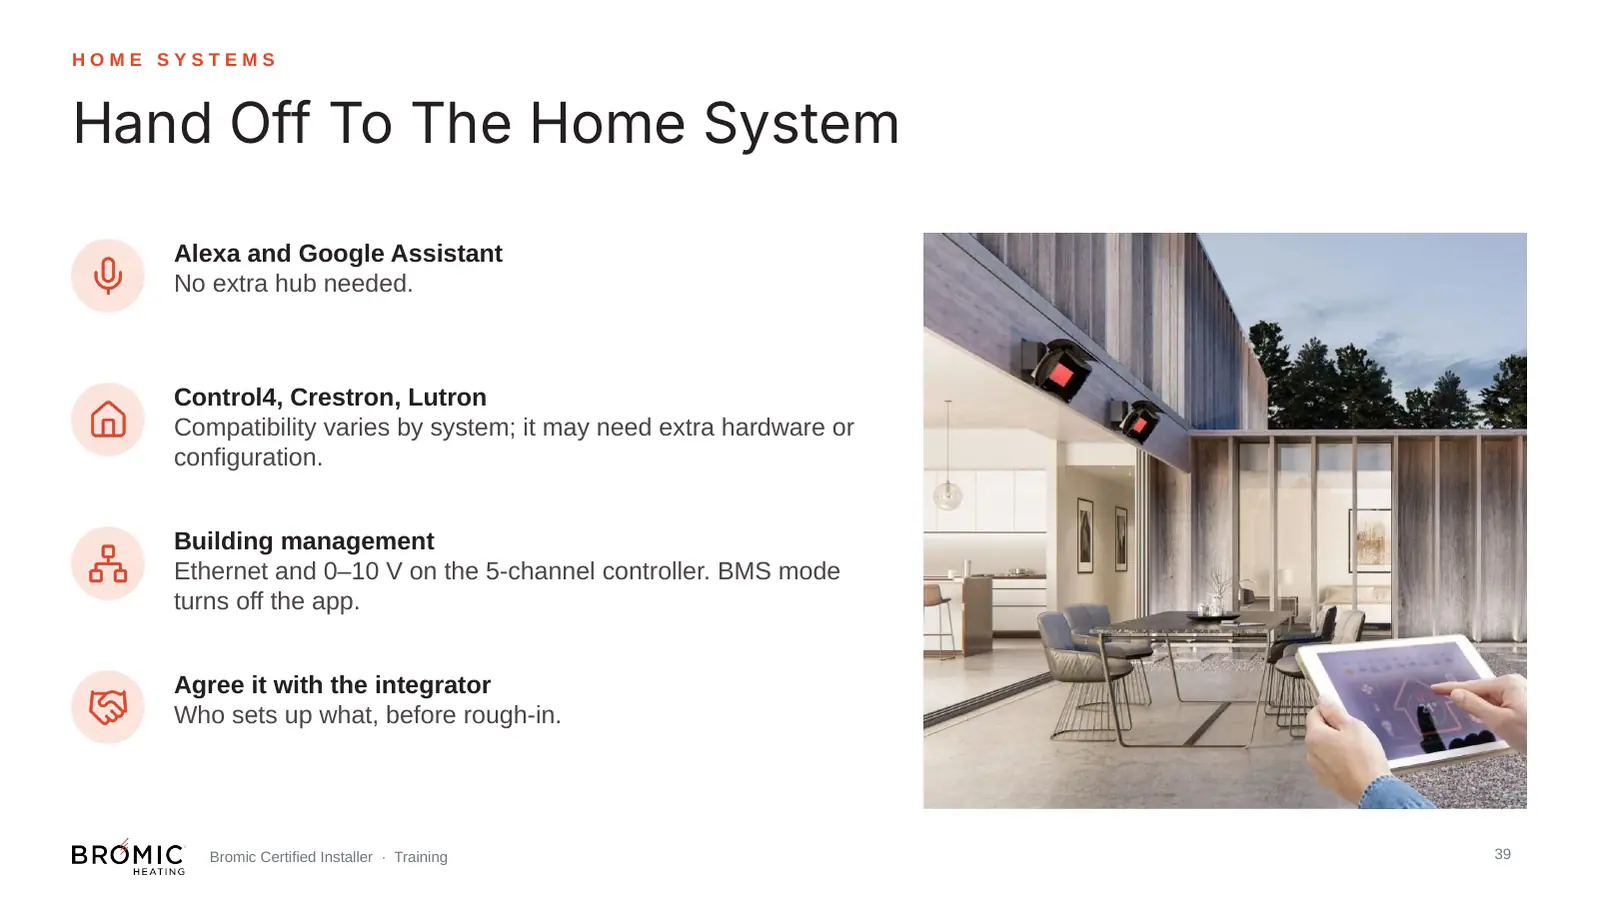 HOME SYSTEMS
Hand Off To The Home System
Alexa and Google Assistant
No extra hub needed.
Control4, Crestron, Lutron
Compatibility varies by system; it may need extra hardware or
configuration.
Building management
Ethernet and 0–10 V on the 5-channel controller. BMS mode
turns off the app.
Agree it with the integrator
Who sets up what, before rough-in.
BROMIC
HEATING
Bromic Certified Installer · Training
39